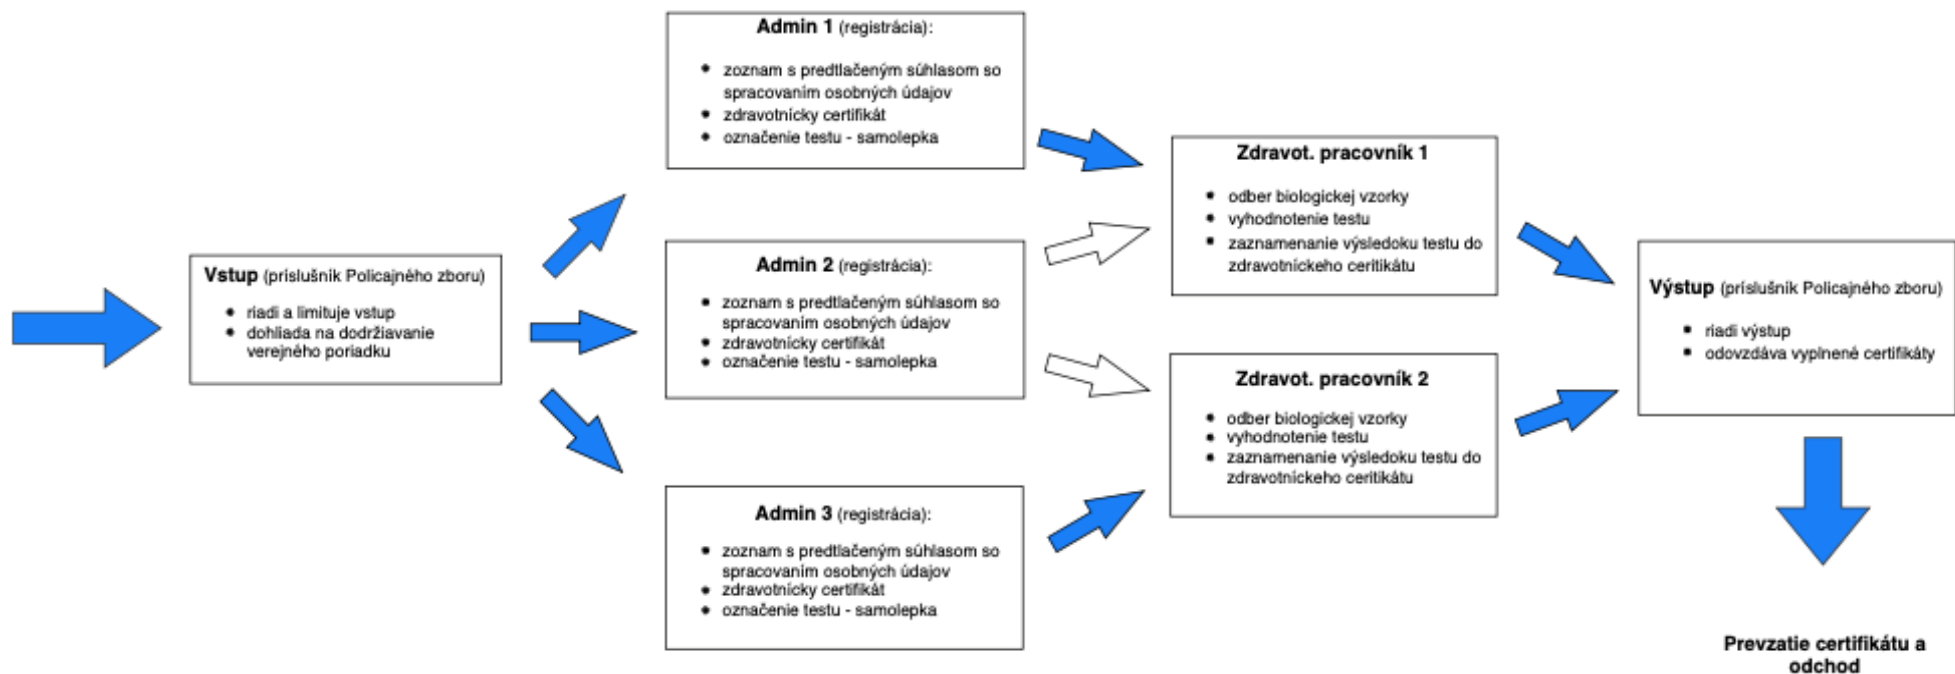 Vstup (príslušník Policajného zboru)
riadi a limituje vstup
dohliada na dodržiavanie
verejného poriadku
Admin 1 (registrácia):
zoznam s predtlačeným súhlasom so
spracovaním osobných údajov
zdravotnícky certifikát
označenie testu - samolepka
Admin 2 (registrácia):
zoznam s predtlačeným súhlasom so
spracovaním osobných údajov
zdravotnícky certifikát
označenie testu - samolepka
Admin 3 (registrácia):
zoznam s predtlačeným súhlasom so
spracovaním osobných údajov
zdravotnícky certifikát
označenie testu - samolepka
Zdravot. pracovník 1
odber biologickej vzorky
vyhodnotenie testu
zaznamenanie výsledoku testu do
zdravotníckeho ceritikátu
Zdravot. pracovník 2
odber biologickej vzorky
vyhodnotenie testu
zaznamenanie výsledoku testu do
zdravotníckeho ceritikátu
Výstup (príslušník Policajného zboru)
riadi výstup
odovzdáva vyplnené certifikáty
Prevzatie certifikátu a
odchod